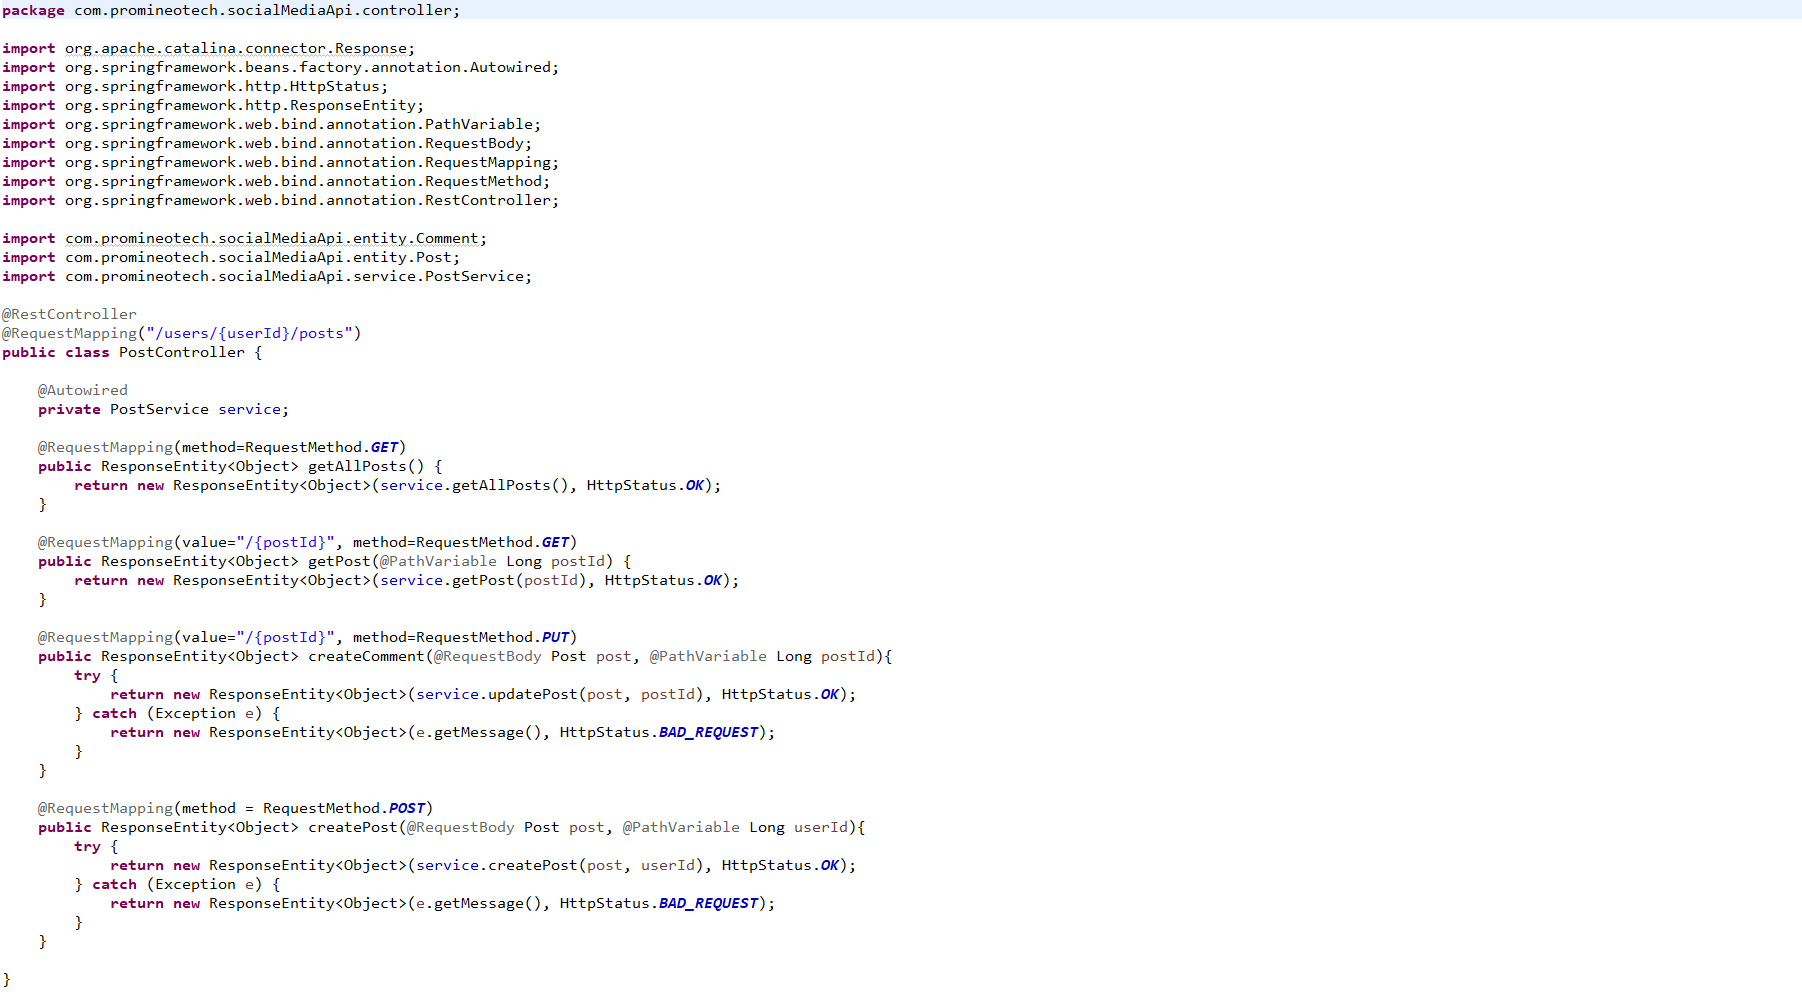 package com.promineotech.socialMediaApi.controller;
import org.apache.catalina.connector.Response;
import org.springframework.beans.factory.annotation.Autowired;
import org.springframework.http.HttpStatus;
import org.springframework.http.ResponseEntity;
import org.springframework.web.bind.annotation.PathVariable;
import org.springframework.web.bind.annotation.RequestBody;
import org.springframework.web.bind.annotation.RequestMapping;
import org.springframework.web.bind.annotation.RequestMethod;
import org.springframework.web.bind.annotation.RestController;
import com.promineotech.socialMediaApi.entity.Comment;
import com.promineotech.socialMediaApi.entity.Post;
import com.promineotech.socialMediaApi.service.PostService;
@RestController
@RequestMapping("/users/{userId}/posts")
public class PostController {
    @Autowired
    private PostService service;
    @RequestMapping(method=RequestMethod.GET)
    public ResponseEntity<Object> getAllPosts() {
        return new ResponseEntity<Object>(service.getAllPosts(), HttpStatus.OK);
    }
    @RequestMapping(value="/{postId}", method=RequestMethod.GET)
    public ResponseEntity<Object> getPost(@PathVariable Long postId) {
        return new ResponseEntity<Object>(service.getPost(postId), HttpStatus.OK);
    }
    @RequestMapping(value="/{postId}", method=RequestMethod.PUT)
    public ResponseEntity<Object> createComment(@RequestBody Post post, @PathVariable Long postId){
        try {
            return new ResponseEntity<Object>(service.updatePost(post, postId), HttpStatus.OK);
        } catch (Exception e) {
            return new ResponseEntity<Object>(e.getMessage(), HttpStatus.BAD_REQUEST);
        }
    }
    @RequestMapping(method = RequestMethod.POST)
    public ResponseEntity<Object> createPost(@RequestBody Post post, @PathVariable Long userId){
        try {
            return new ResponseEntity<Object>(service.createPost(post, userId), HttpStatus.OK);
        } catch (Exception e) {
            return new ResponseEntity<Object>(e.getMessage(), HttpStatus.BAD_REQUEST);
        }
    }
}